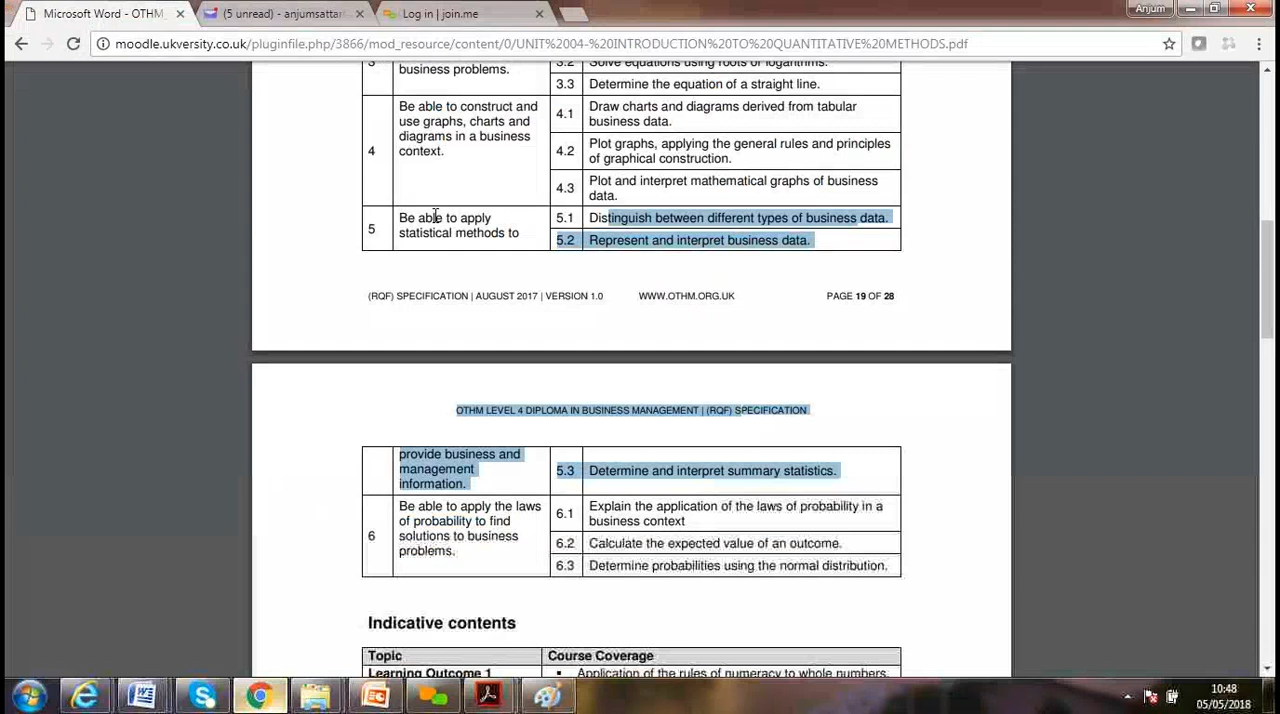 Microsoft Word - OTHM_
(5 unread) - anjumsattar
Log in | join.me
Anjum
moodle.ukversity.co.uk/pluginfile.php/3866/mod_resource/content/0/UNIT%2004-%20INTRODUCTION%20TO%20QUANTITATIVE%20METHODS.pdf
3
business problems.
3.2 Solve equations using roots or logarithms.
3.3 Determine the equation of a straight line.
4
Be able to construct and
use graphs, charts and
diagrams in a business
context.
4.1 Draw charts and diagrams derived from tabular
business data.
4.2 Plot graphs, applying the general rules and principles
of graphical construction.
4.3 Plot and interpret mathematical graphs of business
data.
5
Be able to apply
statistical methods to
5.1 Distinguish between different types of business data.
5.2 Represent and interpret business data.
(RQF) SPECIFICATION | AUGUST 2017 | VERSION 1.0 WWW.OTHM.ORG.UK PAGE 19 OF 28
OTHM LEVEL 4 DIPLOMA IN BUSINESS MANAGEMENT | (RQF) SPECIFICATION
provide business and
management
information.
5.3 Determine and interpret summary statistics.
6
Be able to apply the laws
of probability to find
solutions to business
problems.
6.1 Explain the application of the laws of probability in a
business context
6.2 Calculate the expected value of an outcome.
6.3 Determine probabilities using the normal distribution.
Indicative contents
Topic Course Coverage
Learning Outcome 1 ▪ Application of the rules of numeracy to whole numbers,
10:48
05/05/2018